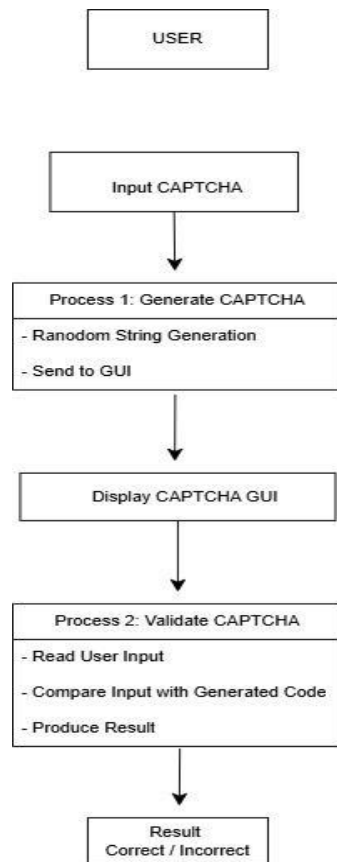 USER
Input CAPTCHA
Process 1: Generate CAPTCHA
- Ranodom String Generation
- Send to GUI
Display CAPTCHA GUI
Process 2: Validate CAPTCHA
- Read User Input
- Compare Input with Generated Code
- Produce Result
Result
Correct / Incorrect